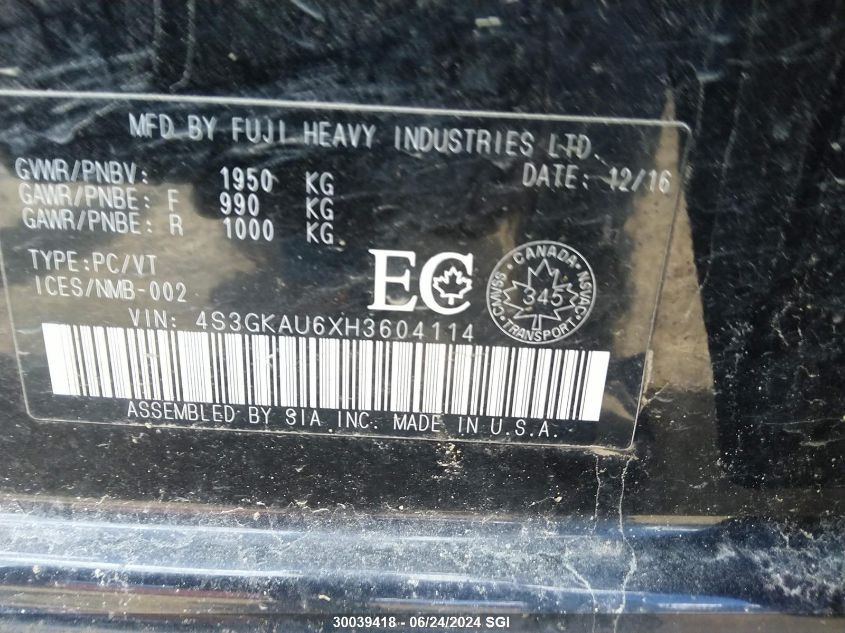 MFD BY FUJI HEAVY INDUSTRIES LTD.
GVWR/PNBV: 1950 KG DATE: 12/16
GAWR/PNBE: F 990 KG
GAWR/PNBE: R 1000 KG
TYPE:PC/VT
ICES/NMB-002
EC
CANADA
CMVSS NSVAC
345
TRANSPORT
VIN: 4S3GKAU6XH3604114
ASSEMBLED BY SIA INC. MADE IN U.S.A.
30039418 - 06/24/2024 SGI